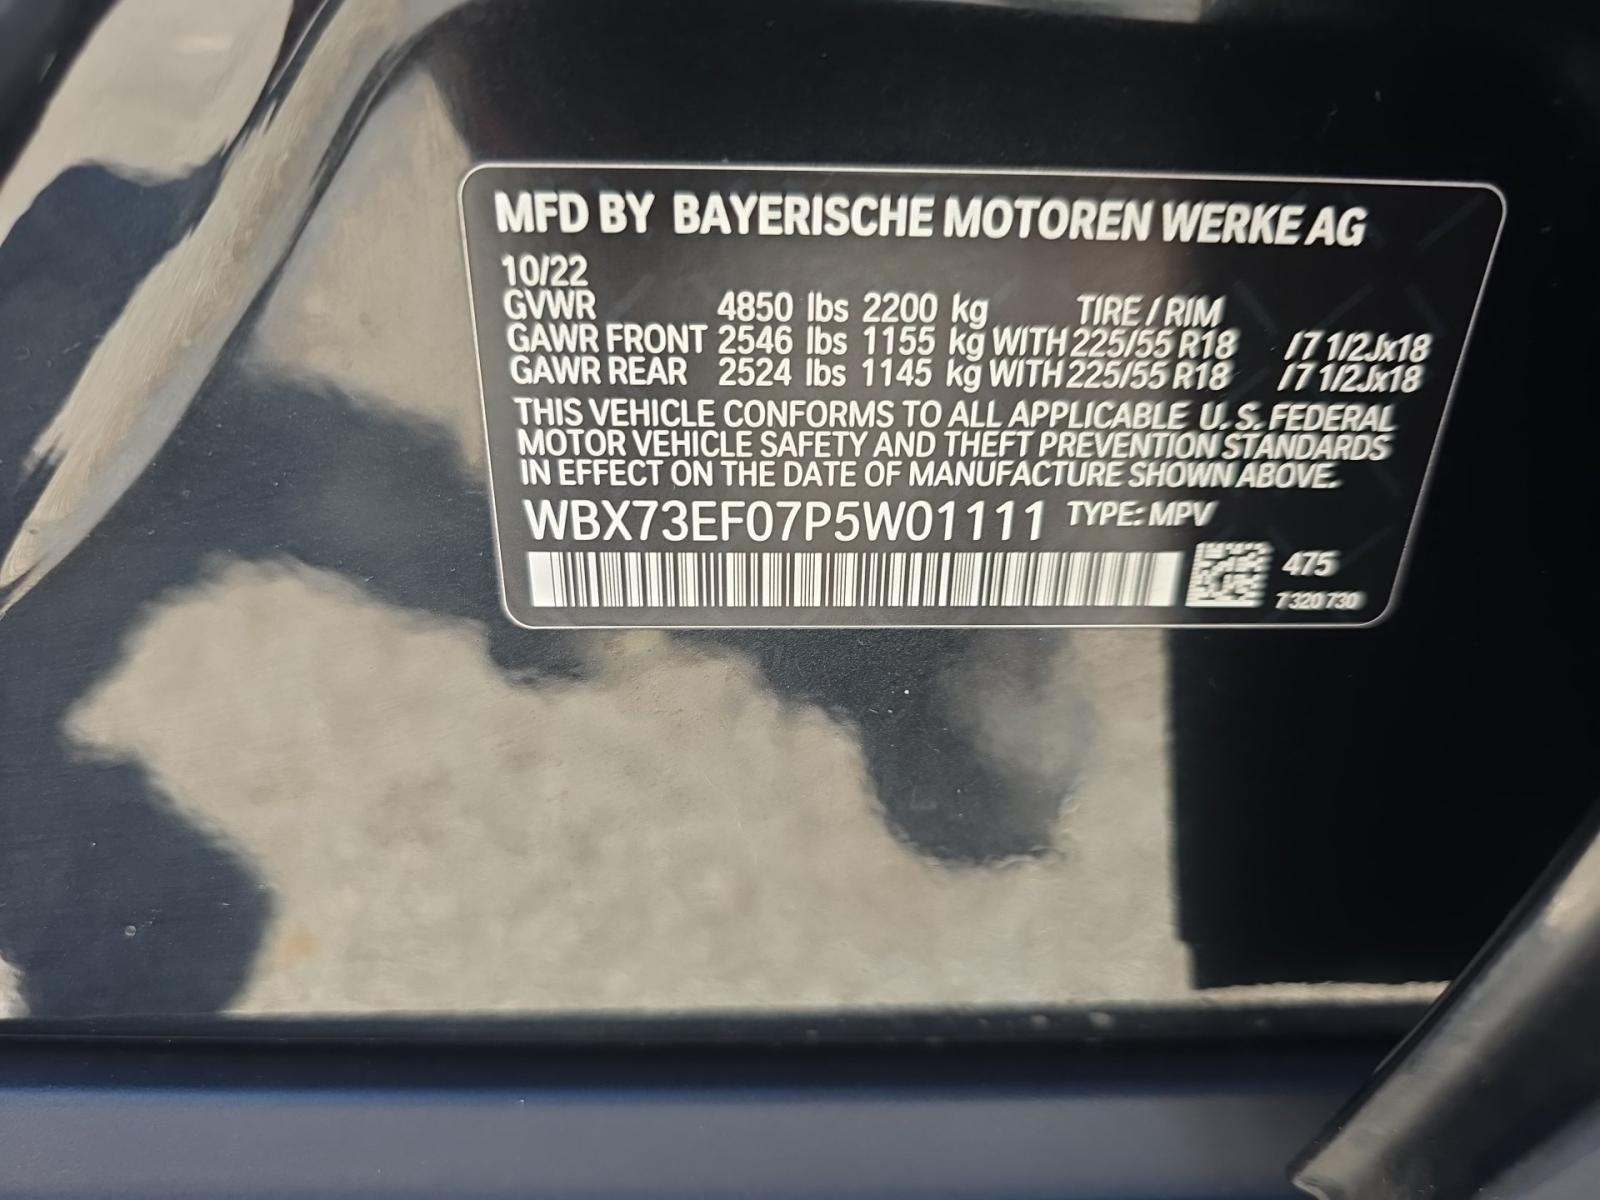 MFD BY BAYERISCHE MOTOREN WERKE AG
10/22
GVWR 4850 lbs 2200 kg TIRE / RIM
GAWR FRONT 2546 lbs 1155 kg WITH 225/55 R18 /7 1/2Jx18
GAWR REAR 2524 lbs 1145 kg WITH 225/55 R18 /7 1/2Jx18
THIS VEHICLE CONFORMS TO ALL APPLICABLE U.S. FEDERAL
MOTOR VEHICLE SAFETY AND THEFT PREVENTION STANDARDS
IN EFFECT ON THE DATE OF MANUFACTURE SHOWN ABOVE.
WBX73EF07P5W01111 TYPE: MPV
475
7 320 730